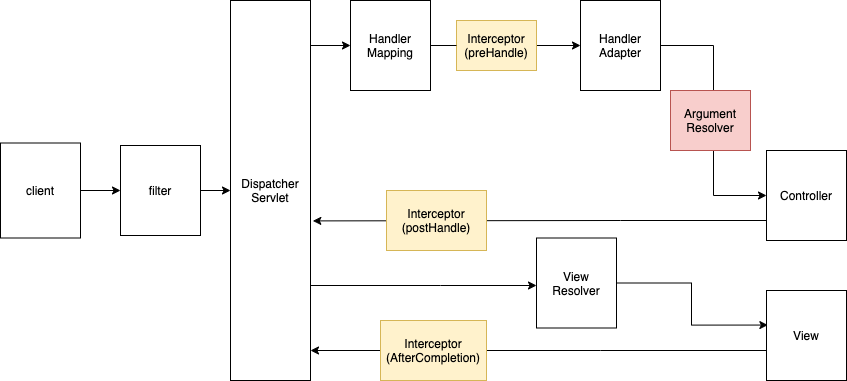 Handler
Mapping
Interceptor
(preHandle)
Handler
Adapter
Argument
Resolver
client
filter
Dispatcher
Servlet
Controller
Interceptor
(postHandle)
View
Resolver
View
Interceptor
(AfterCompletion)